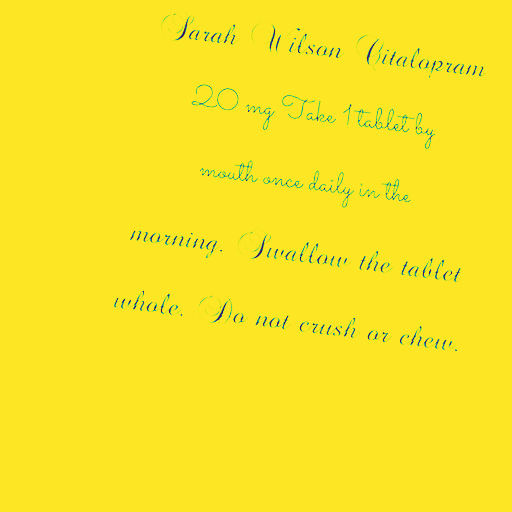 Sarah Wilson Citalopram
20 mg Take 1 tablet by
mouth once daily in the
morning. Swallow the tablet
whole. Do not crush or chew.